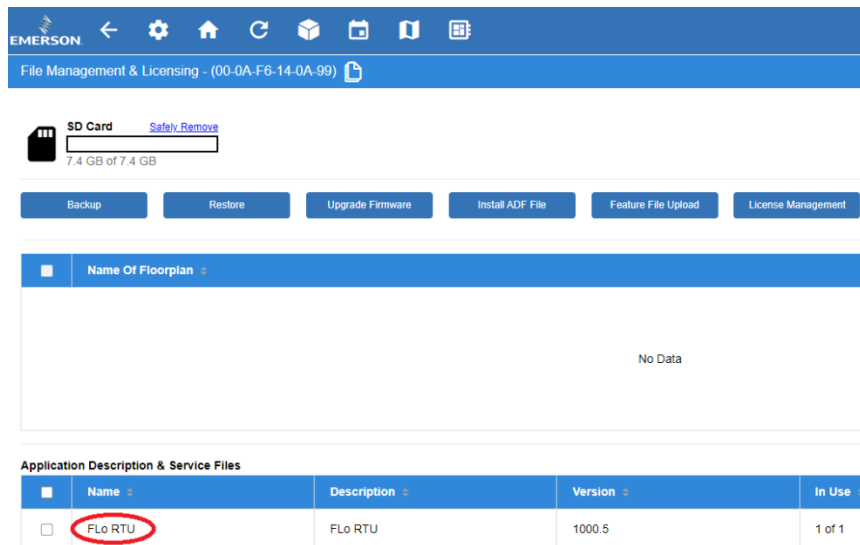 EMERSON
File Management & Licensing - (00-0A-F6-14-0A-99)
SD Card Safely Remove
7.4 GB of 7.4 GB
Backup Restore Upgrade Firmware Install ADF File Feature File Upload License Management
Name Of Floorplan
No Data
Application Description & Service Files
Name Description Version In Use
FLo RTU FLo RTU 1000.5 1 of 1